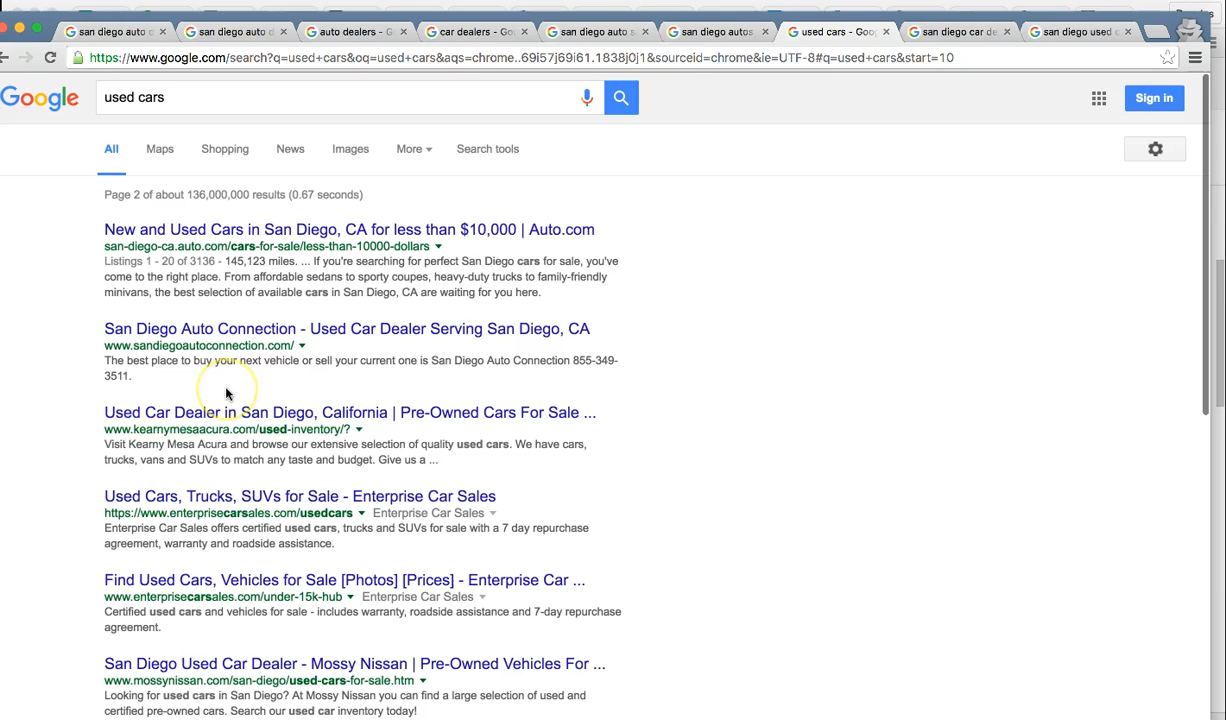 san diego auto d
san diego auto d
auto dealers - G
car dealers - Go
san diego auto s
san diego autos
used cars - Goo
san diego car de
san diego used c
https://www.google.com/search?q=used+cars&oq=used+cars&aqs=chrome..69i57j69i61.1838j0j1&sourceid=chrome&ie=UTF-8#q=used+cars&start=10
Google
used cars
Sign in
All Maps Shopping News Images More Search tools
Page 2 of about 136,000,000 results (0.67 seconds)
New and Used Cars in San Diego, CA for less than $10,000 | Auto.com
san-diego-ca.auto.com/cars-for-sale/less-than-10000-dollars
Listings 1 - 20 of 3136 - 145,123 miles. ... If you're searching for perfect San Diego cars for sale, you've
come to the right place. From affordable sedans to sporty coupes, heavy-duty trucks to family-friendly
minivans, the best selection of available cars in San Diego, CA are waiting for you here.
San Diego Auto Connection - Used Car Dealer Serving San Diego, CA
www.sandiegoautoconnection.com/
The best place to buy your next vehicle or sell your current one is San Diego Auto Connection 855-349-
3511.
Used Car Dealer in San Diego, California | Pre-Owned Cars For Sale ...
www.kearnymesaacura.com/used-inventory/?
Visit Kearny Mesa Acura and browse our extensive selection of quality used cars. We have cars,
trucks, vans and SUVs to match any taste and budget. Give us a ...
Used Cars, Trucks, SUVs for Sale - Enterprise Car Sales
https://www.enterprisecarsales.com/usedcars Enterprise Car Sales
Enterprise Car Sales offers certified used cars, trucks and SUVs for sale with a 7 day repurchase
agreement, warranty and roadside assistance.
Find Used Cars, Vehicles for Sale [Photos] [Prices] - Enterprise Car ...
www.enterprisecarsales.com/under-15k-hub Enterprise Car Sales
Certified used cars and vehicles for sale - includes warranty, roadside assistance and 7-day repurchase
agreement.
San Diego Used Car Dealer - Mossy Nissan | Pre-Owned Vehicles For ...
www.mossynissan.com/san-diego/used-cars-for-sale.htm
Looking for used cars in San Diego? At Mossy Nissan you can find a large selection of used and
certified pre-owned cars. Search our used car inventory today!